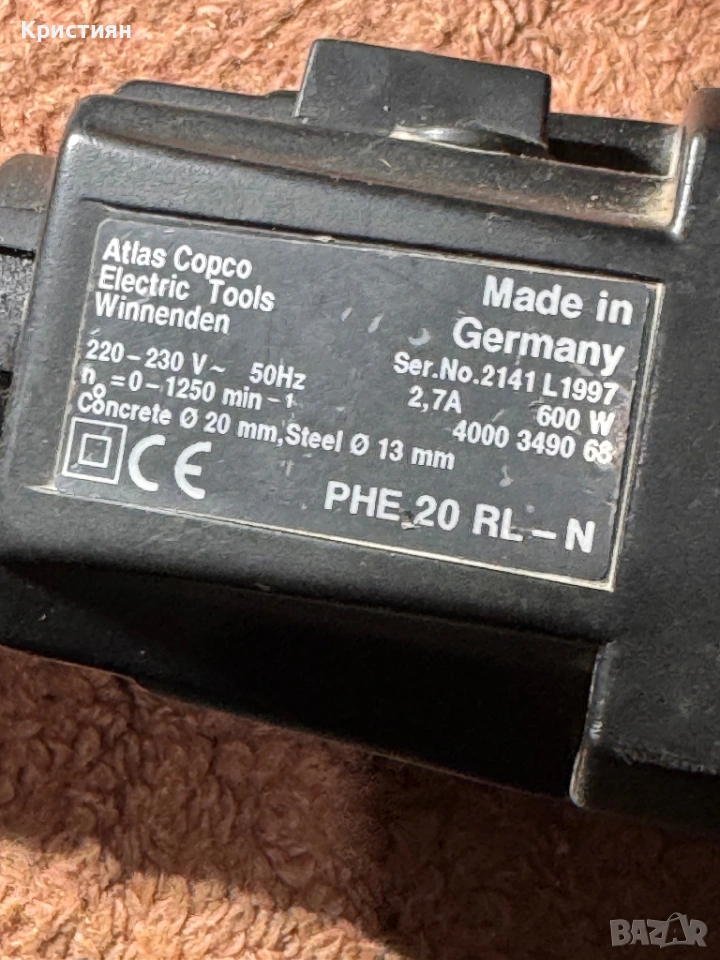 Кристиян
Atlas Copco
Electric Tools
Winnenden
Made in
Germany
220-230 V~ 50Hz
Ser.No.2141 L1997
n₀=0-1250 min-1
2,7A 600 W
Concrete Ø 20 mm, Steel Ø 13 mm
4000 3490 68
CE
PHE 20 RL-N
BAZAR